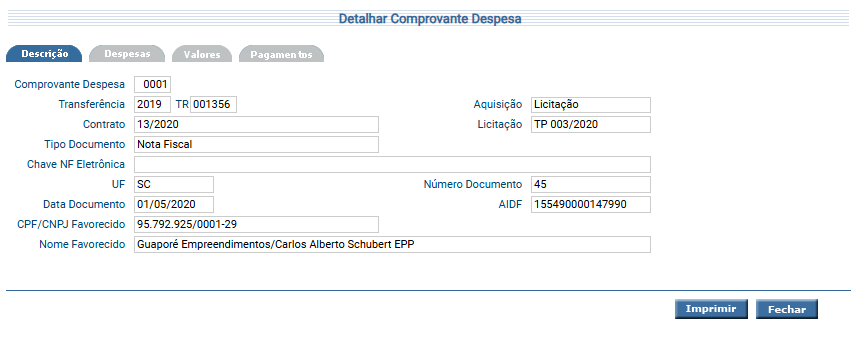 Detalhar Comprovante Despesa
Descrição Despesas Valores Pagamentos
Comprovante Despesa 0001
Transferência 2019 TR 001356 Aquisição Licitação
Contrato 13/2020 Licitação TP 003/2020
Tipo Documento Nota Fiscal
Chave NF Eletrônica
UF SC Número Documento 45
Data Documento 01/05/2020 AIDF 155490000147990
CPF/CNPJ Favorecido 95.792.925/0001-29
Nome Favorecido Guaporé Empreendimentos/Carlos Alberto Schubert EPP
Imprimir Fechar